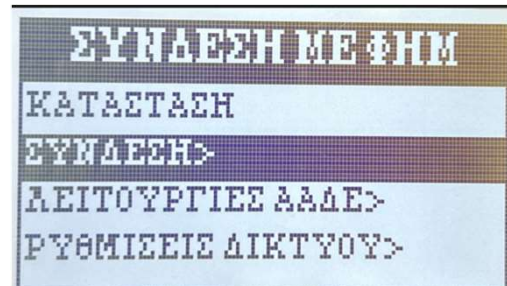 ΣΥΝΔΕΣΗ ΜΕ ΦΗΜ
ΚΑΤΑΣΤΑΣΗ
ΣΥΝΔΕΣΗ>
ΛΕΙΤΟΥΡΓΙΕΣ ΑΑΔΕ>
ΡΥΘΜΙΣΕΙΣ ΔΙΚΤΥΟΥ>